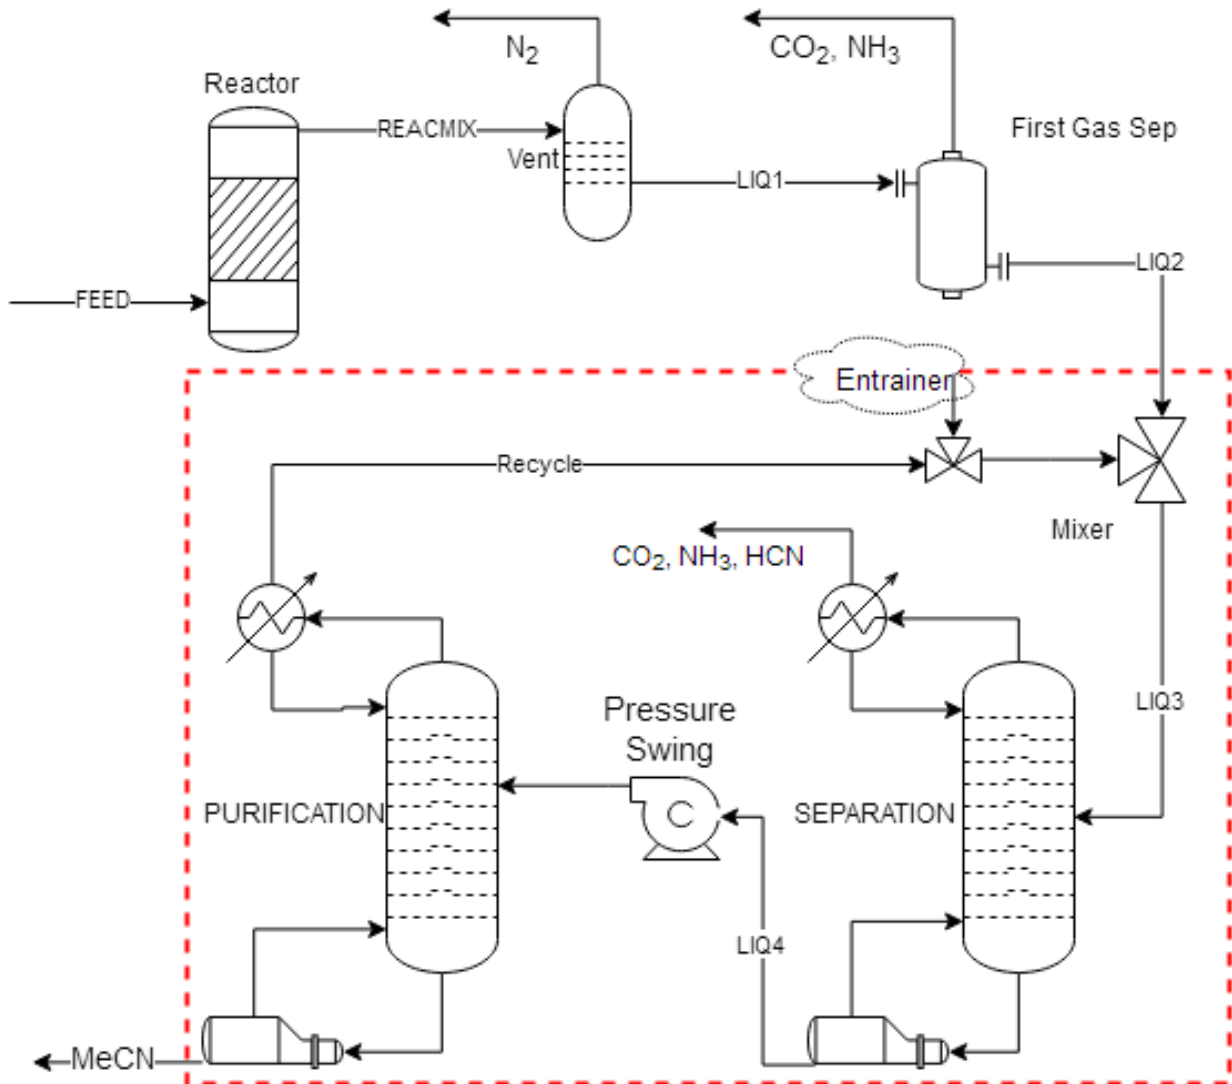 N₂
CO₂, NH₃
Reactor
REACMIX
Vent
First Gas Sep
LIQ1
LIQ2
FEED
Entrainer
Recycle
Mixer
CO₂, NH₃, HCN
LIQ3
Pressure
Swing
PURIFICATION
C
SEPARATION
LIQ4
MeCN